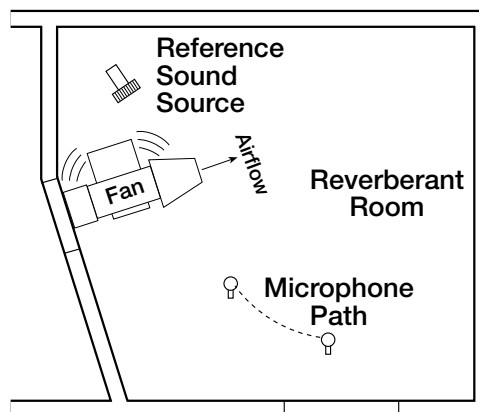 Reference
Sound
Source
Airflow
Fan
Reverberant
Room
Microphone
Path